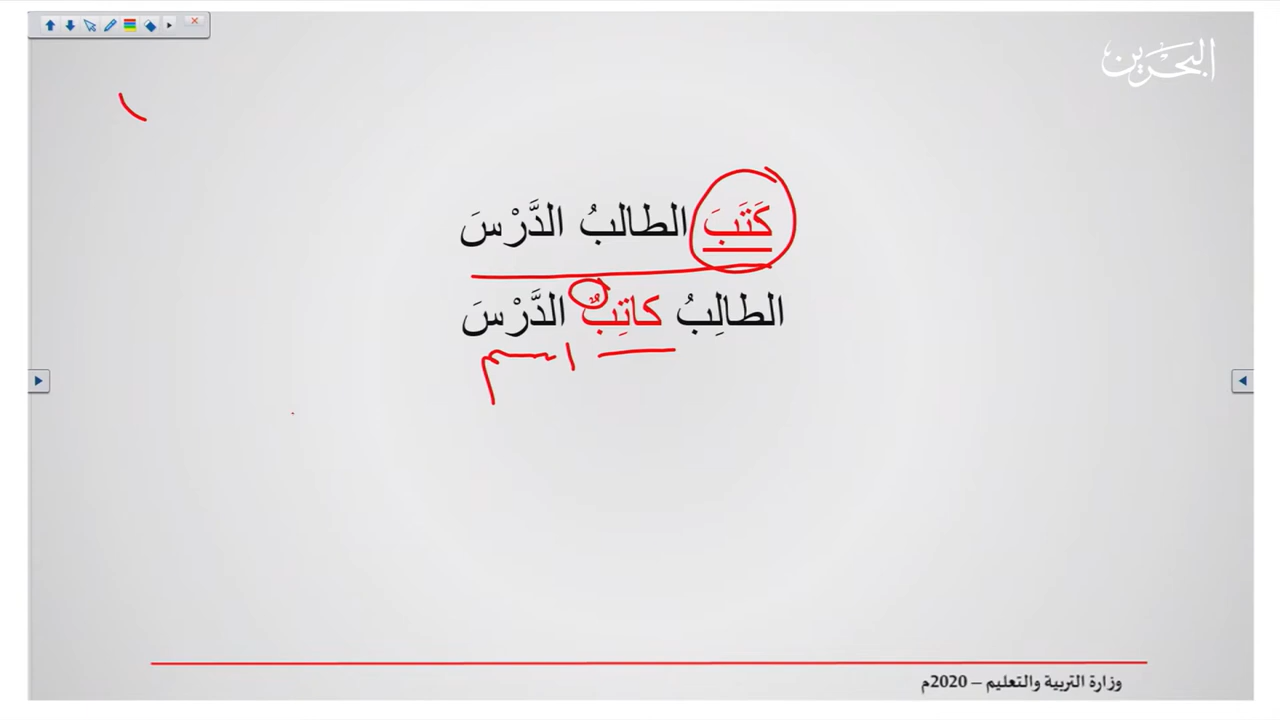 البحرين
كَتَبَ الطالبُ الدَّرْسَ
الطالِبُ كاتِبٌ الدَّرْسَ
اسم
وزارة التربية والتعليم – 2020م